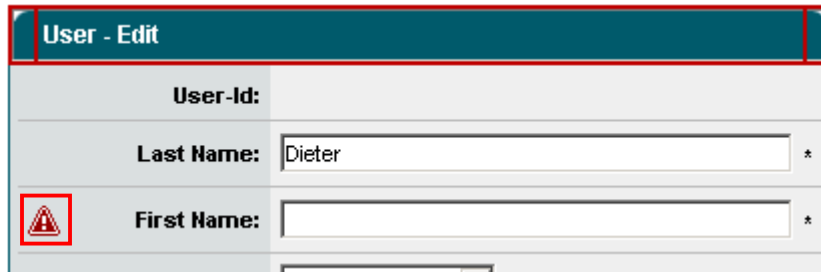 User - Edit
User-Id:
Last Name: Dieter *
First Name: *